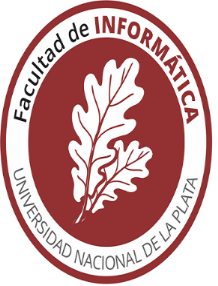 Facultad de INFORMÁTICA
UNIVERSIDAD NACIONAL DE LA PLATA